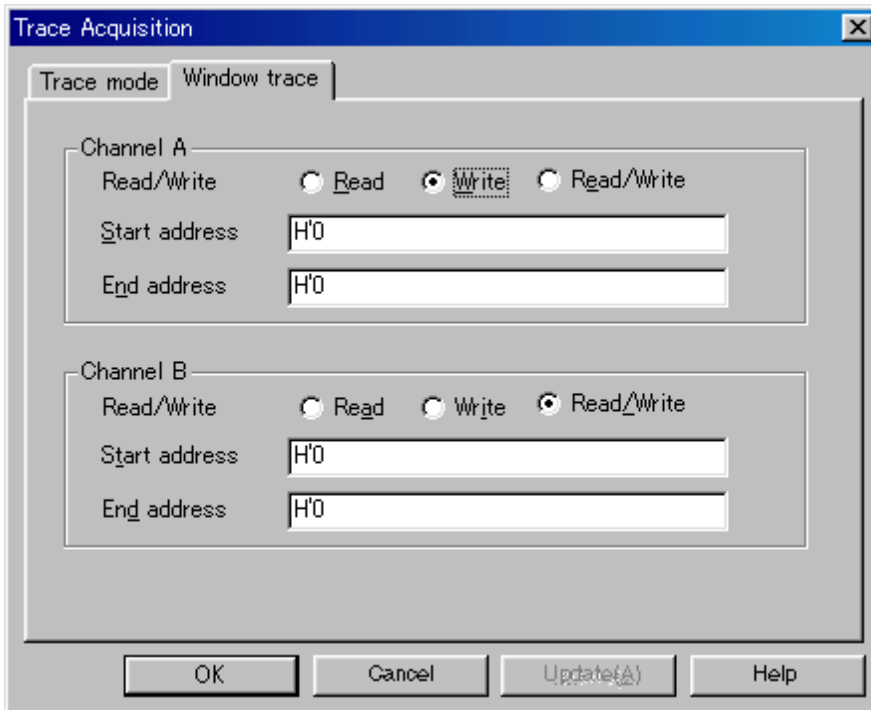 Trace Acquisition
Trace mode Window trace
Channel A
Read/Write Read Write Read/Write
Start address H'0
End address H'0
Channel B
Read/Write Read Write Read/Write
Start address H'0
End address H'0
OK Cancel Update(A) Help